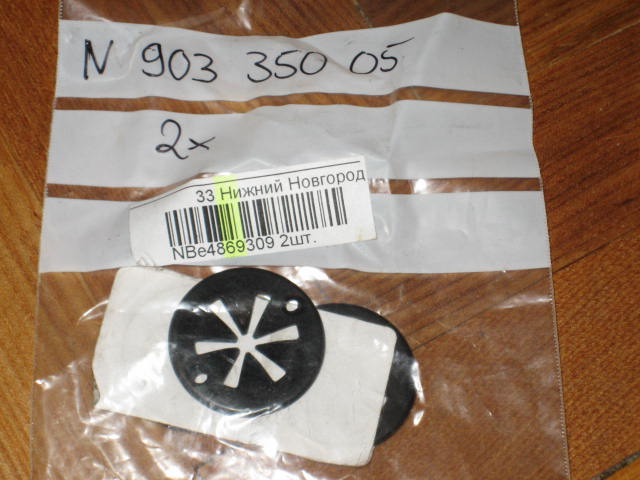 N 903 350 05
2x
33 Нижний Новгород
NBe4869309 2шт.